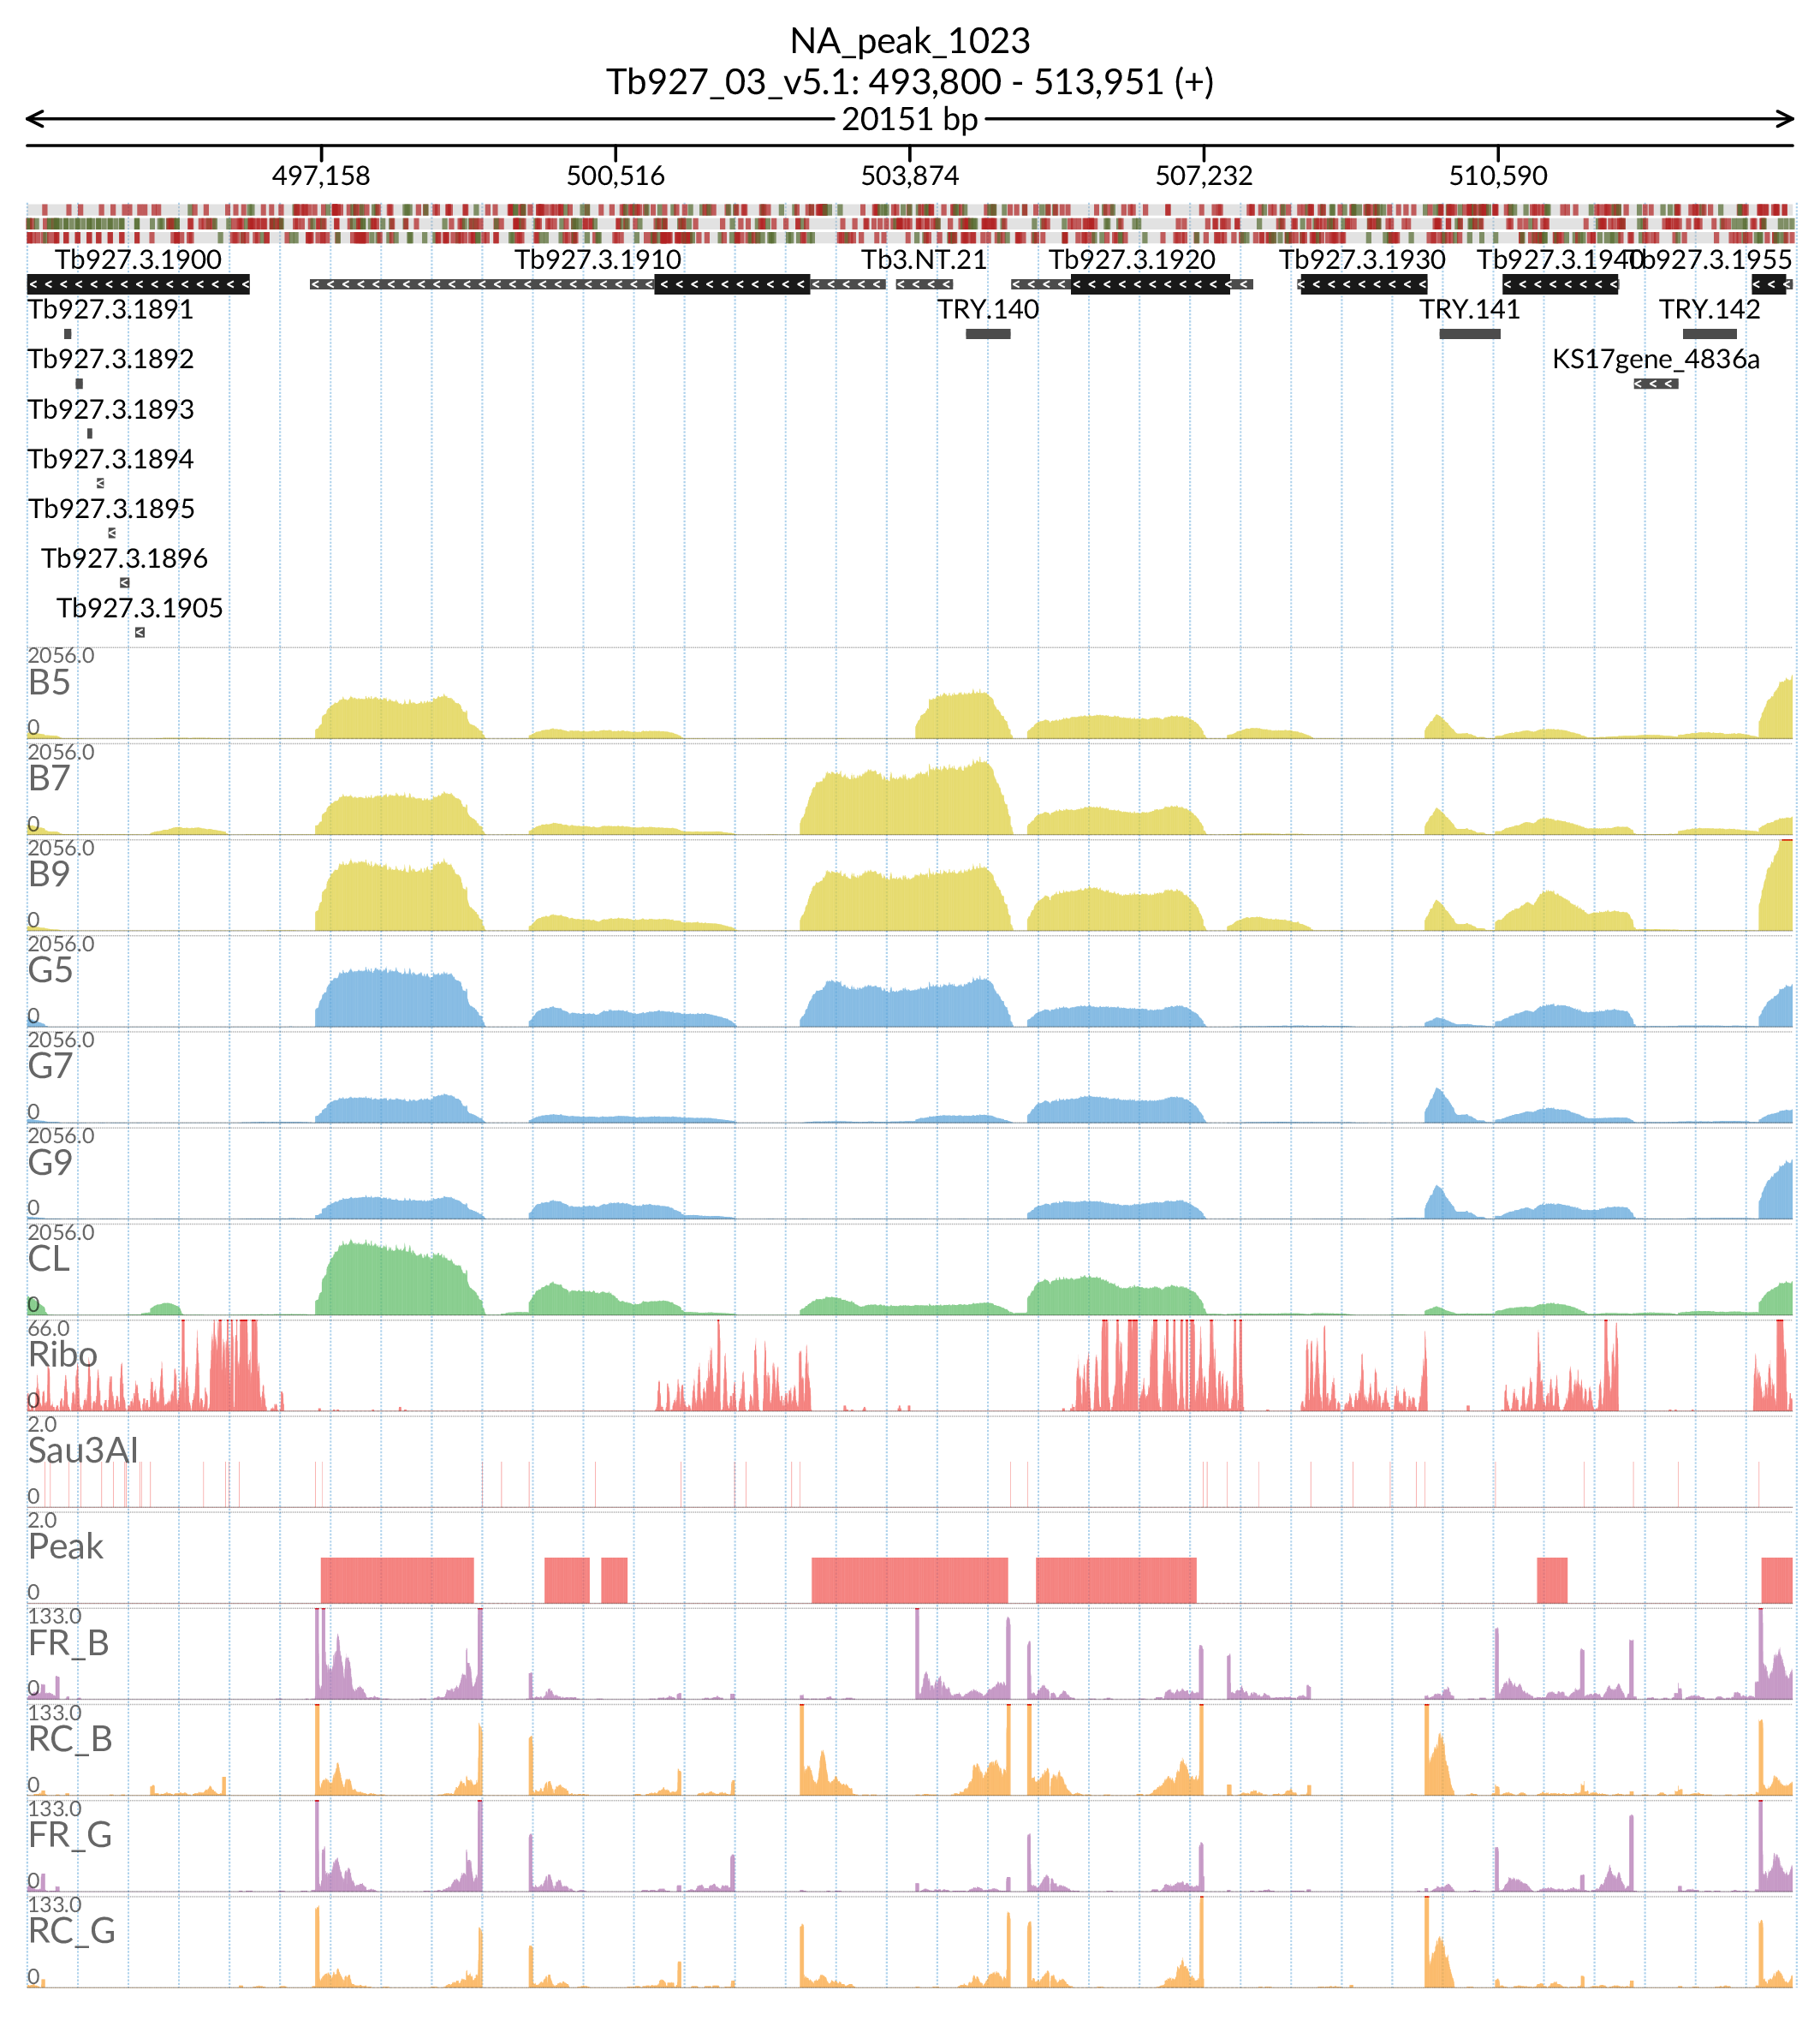 NA_peak_1023
Tb927_03_v5.1: 493,800 - 513,951 (+)
20151 bp
497,158 500,516 503,874 507,232 510,590
Tb927.3.1900 Tb927.3.1910 Tb3.NT.21 Tb927.3.1920 Tb927.3.1930 Tb927.3.1940 Tb927.3.1955
Tb927.3.1891 TRY.140 TRY.141 TRY.142
Tb927.3.1892 KS17gene_4836a
Tb927.3.1893
Tb927.3.1894
Tb927.3.1895
Tb927.3.1896
Tb927.3.1905
2056.0
B5
0
2056.0
B7
0
2056.0
B9
0
2056.0
G5
0
2056.0
G7
0
2056.0
G9
0
2056.0
CL
0
66.0
Ribo
0
2.0
Sau3AI
0
2.0
Peak
0
133.0
FR_B
0
133.0
RC_B
0
133.0
FR_G
0
133.0
RC_G
0